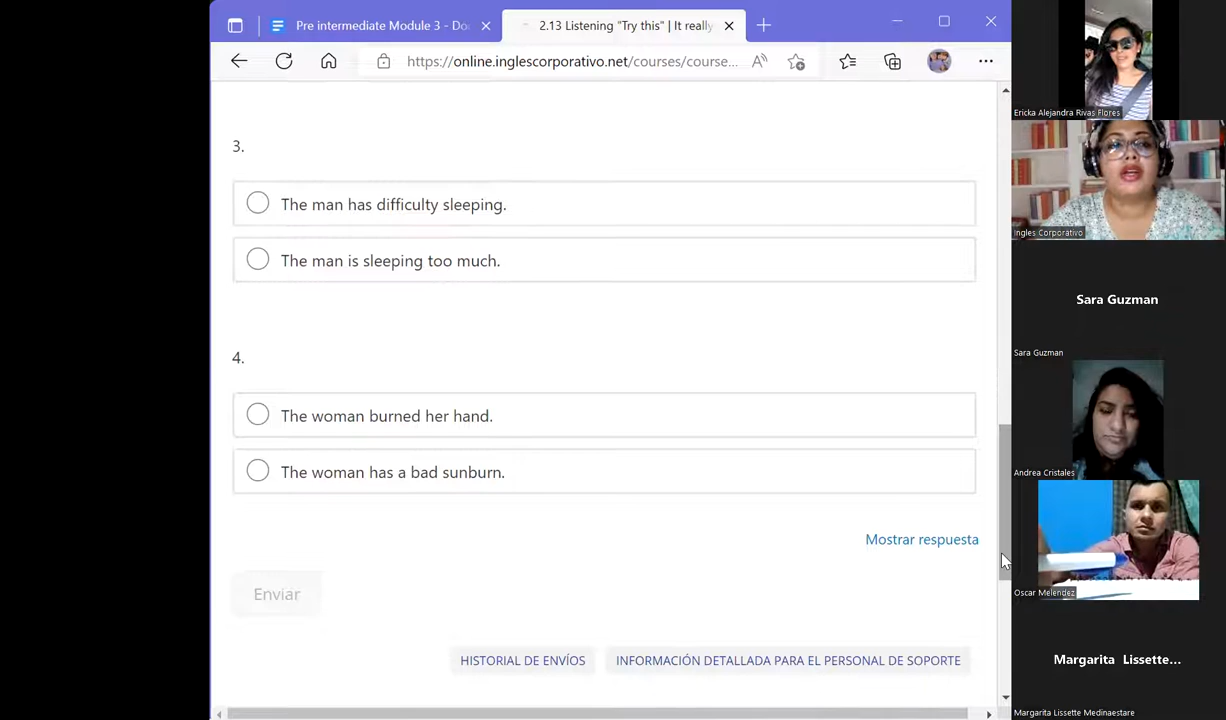 Pre intermediate Module 3 - Do
2.13 Listening "Try this" | It really
https://online.inglescorporativo.net/courses/course...
3.
The man has difficulty sleeping.
The man is sleeping too much.
4.
The woman burned her hand.
The woman has a bad sunburn.
Mostrar respuesta
Enviar
HISTORIAL DE ENVÍOS
INFORMACIÓN DETALLADA PARA EL PERSONAL DE SOPORTE
Ericka Alejandra Rivas Flores
Ingles Corporativo
Sara Guzman
Sara Guzman
Andrea Cristales
Oscar Melendez
Margarita Lissette...
Margarita Lissette Medinaestare